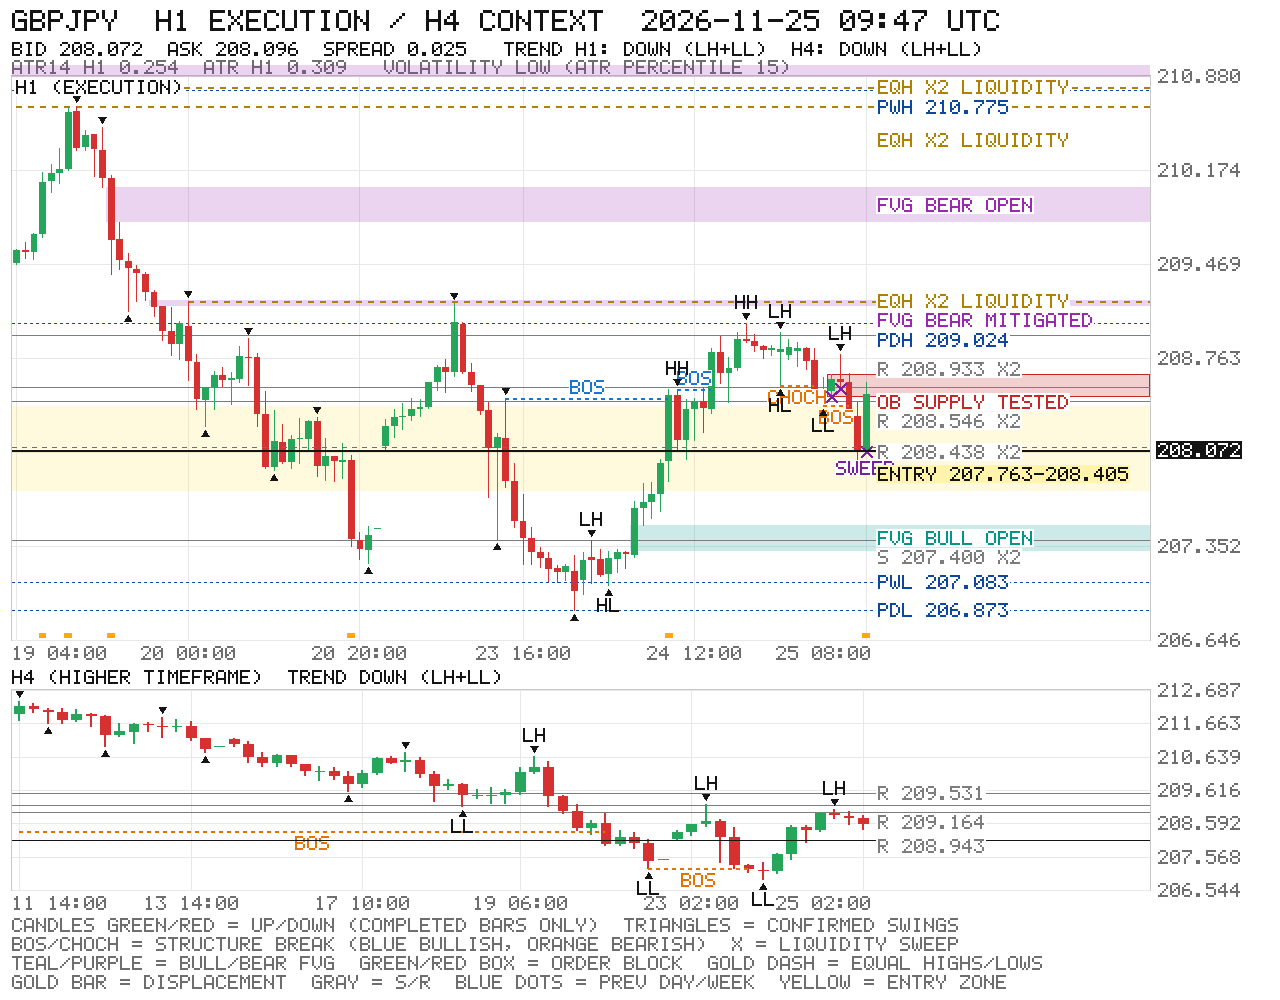 GBPJPY H1 EXECUTION / H4 CONTEXT 2026-11-25 09:47 UTC
BID 208.072 ASK 208.096 SPREAD 0.025 TREND H1: DOWN (LH+LL) H4: DOWN (LH+LL)
ATR14 H1 0.254 ATR H1 0.309 VOLATILITY LOW (ATR PERCENTILE 15)
210.880
H1 (EXECUTION)
EQH X2 LIQUIDITY
PWH 210.775
EQH X2 LIQUIDITY
210.174
FVG BEAR OPEN
209.469
EQH X2 LIQUIDITY
HH
LH
FVG BEAR MITIGATED
LH
PDH 209.024
208.763
HH
R 208.933 X2
BOS
BOS
CHOCH
HL
OB SUPPLY TESTED
BOS
LL
R 208.546 X2
R 208.438 X2
208.072
SWEEP
ENTRY 207.763-208.405
LH
FVG BULL OPEN
207.352
S 207.400 X2
PWL 207.083
HL
PDL 206.873
206.646
19 04:00 20 00:00 20 20:00 23 16:00 24 12:00 25 08:00
H4 (HIGHER TIMEFRAME) TREND DOWN (LH+LL)
212.687
211.663
LH
210.639
LH
LH
209.616
R 209.531
LL
R 209.164
208.592
BOS
R 208.943
207.568
BOS
LL
LL
206.544
11 14:00 13 14:00 17 10:00 19 06:00 23 02:00 25 02:00
CANDLES GREEN/RED = UP/DOWN (COMPLETED BARS ONLY) TRIANGLES = CONFIRMED SWINGS
BOS/CHOCH = STRUCTURE BREAK (BLUE BULLISH, ORANGE BEARISH) X = LIQUIDITY SWEEP
TEAL/PURPLE = BULL/BEAR FVG GREEN/RED BOX = ORDER BLOCK GOLD DASH = EQUAL HIGHS/LOWS
GOLD BAR = DISPLACEMENT GRAY = S/R BLUE DOTS = PREV DAY/WEEK YELLOW = ENTRY ZONE